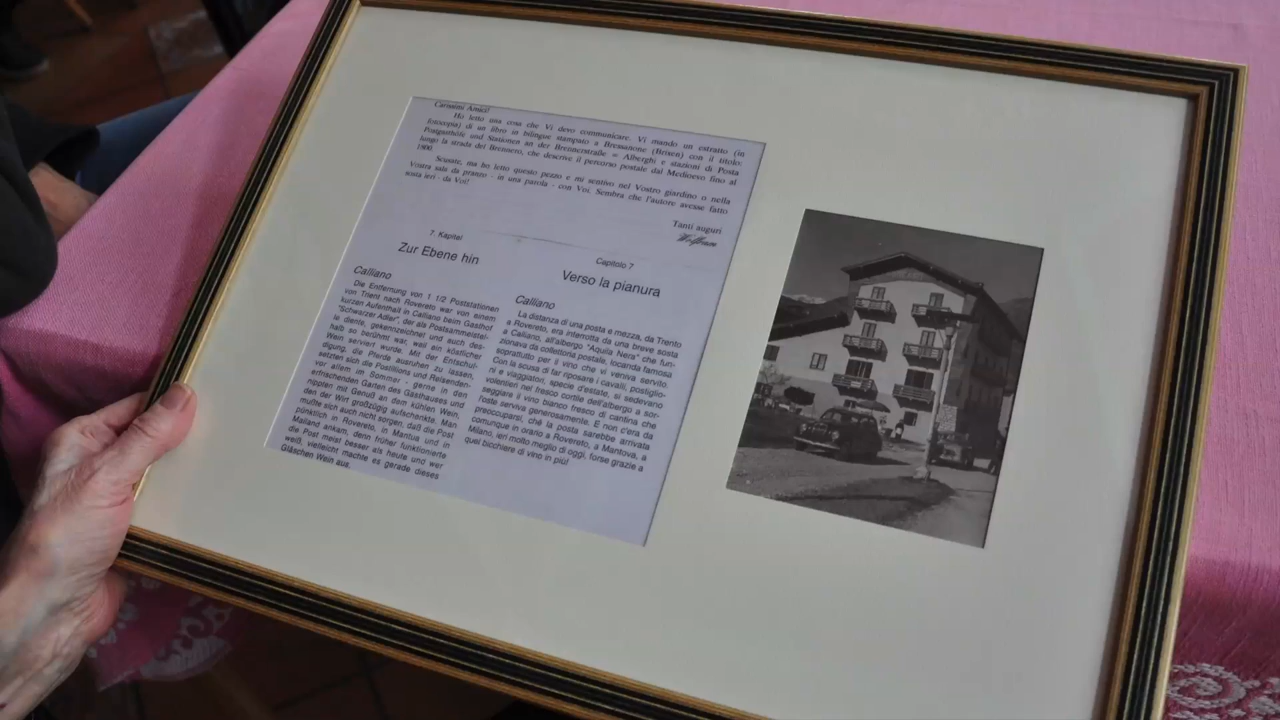 Carissimi Amici!
Ho letto una cosa che Vi devo communicare. Vi mando un estratto (in
fotocopia) di un libro in bilingue stampato a Bressanone (Brixen) con il titolo:
Postgasthöfe und Stationen an der Brennerstraße = Alberghi e stazioni di Posta
lungo la strada del Brennero, che descrive il percorso postale dal Medioevo fino al
1800
Scusate, ma ho letto questo pezzo e mi sentivo nel Vostro giardino o nella
Vostra sala da pranzo - in una parola - con Voi. Sembra che l'autore avesse fatto
sosta ieri - da Voi!
Tanti auguri
Wolfram
7. Kapitel
Zur Ebene hin
Calliano
Die Entfernung von 1 1/2 Poststationen
von Trient nach Rovereto war von einem
kurzen Aufenthalt in Calliano beim Gasthof
"Schwarzer Adler", der als Postsammelstel-
le diente, gekennzeichnet und auch des-
halb so berühmt war, weil ein köstlicher
Wein serviert wurde. Mit der Entschul-
digung, die Pferde ausruhen zu lassen,
setzten sich die Postillions und Reisenden-
vor allem im Sommer - gerne in den
erfrischenden Garten des Gasthauses und
nippten mit Genuß an dem kühlen Wein,
den der Wirt großzügig aufschenkte. Man
mußte sich auch nicht sorgen, daß die Post
pünktlich in Rovereto, in Mantua und in
Mailand ankam, denn früher funktionierte
die Post meist besser als heute und wer
weiß, vielleicht machte es gerade dieses
Gläschen Wein aus.
Capitolo 7
Verso la pianura
Calliano
La distanza di una posta e mezza, da Trento
a Rovereto, era interrotta da una breve sosta
a Calliano, all'albergo "Aquila Nera" che fun-
zionava da collettoria postale, locanda famosa
soprattutto per il vino che vi veniva servito.
Con la scusa di far riposare i cavalli, postiglio-
ni e viaggiatori, specie d'estate, si sedevano
volentieri nel fresco cortile dell'albergo a sor-
seggiare il vino bianco fresco di cantina che
l'oste serviva generosamente. E non c'era da
preoccuparsi, ché la posta sarebbe arrivata
comunque in orario a Rovereto, a Mantova, a
Milano, ieri molto meglio di oggi, forse grazie a
quel bicchiere di vino in più!